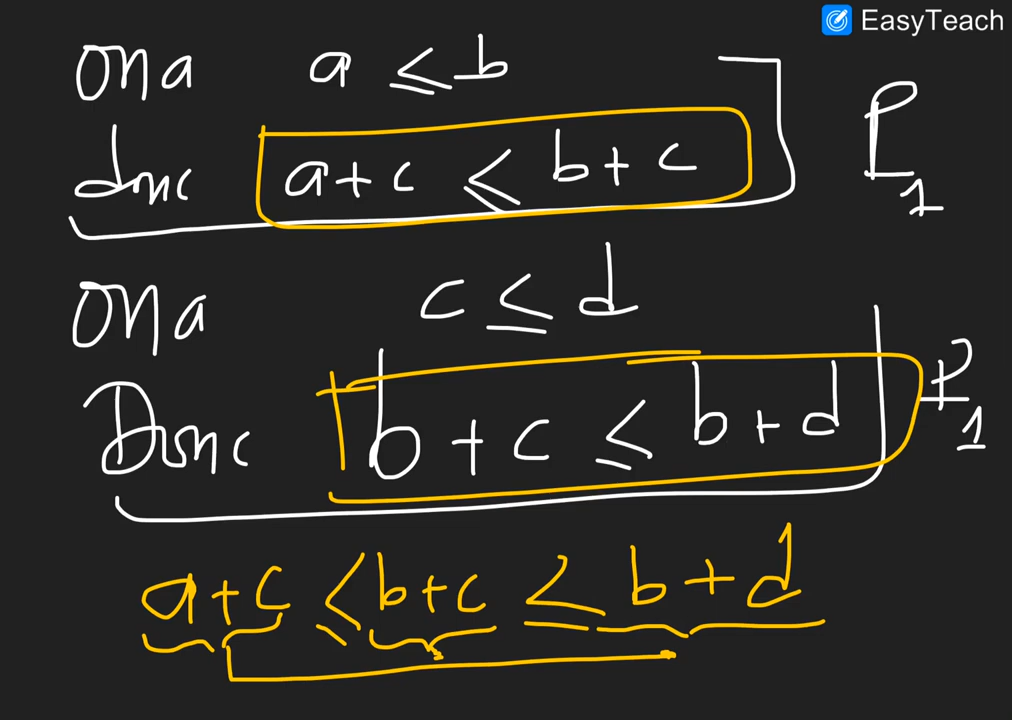 EasyTeach
On a a ≤ b
donc a + c ≤ b + c P1
On a c ≤ d
Donc b + c ≤ b + d P1
a + c ≤ b + c ≤ b + d